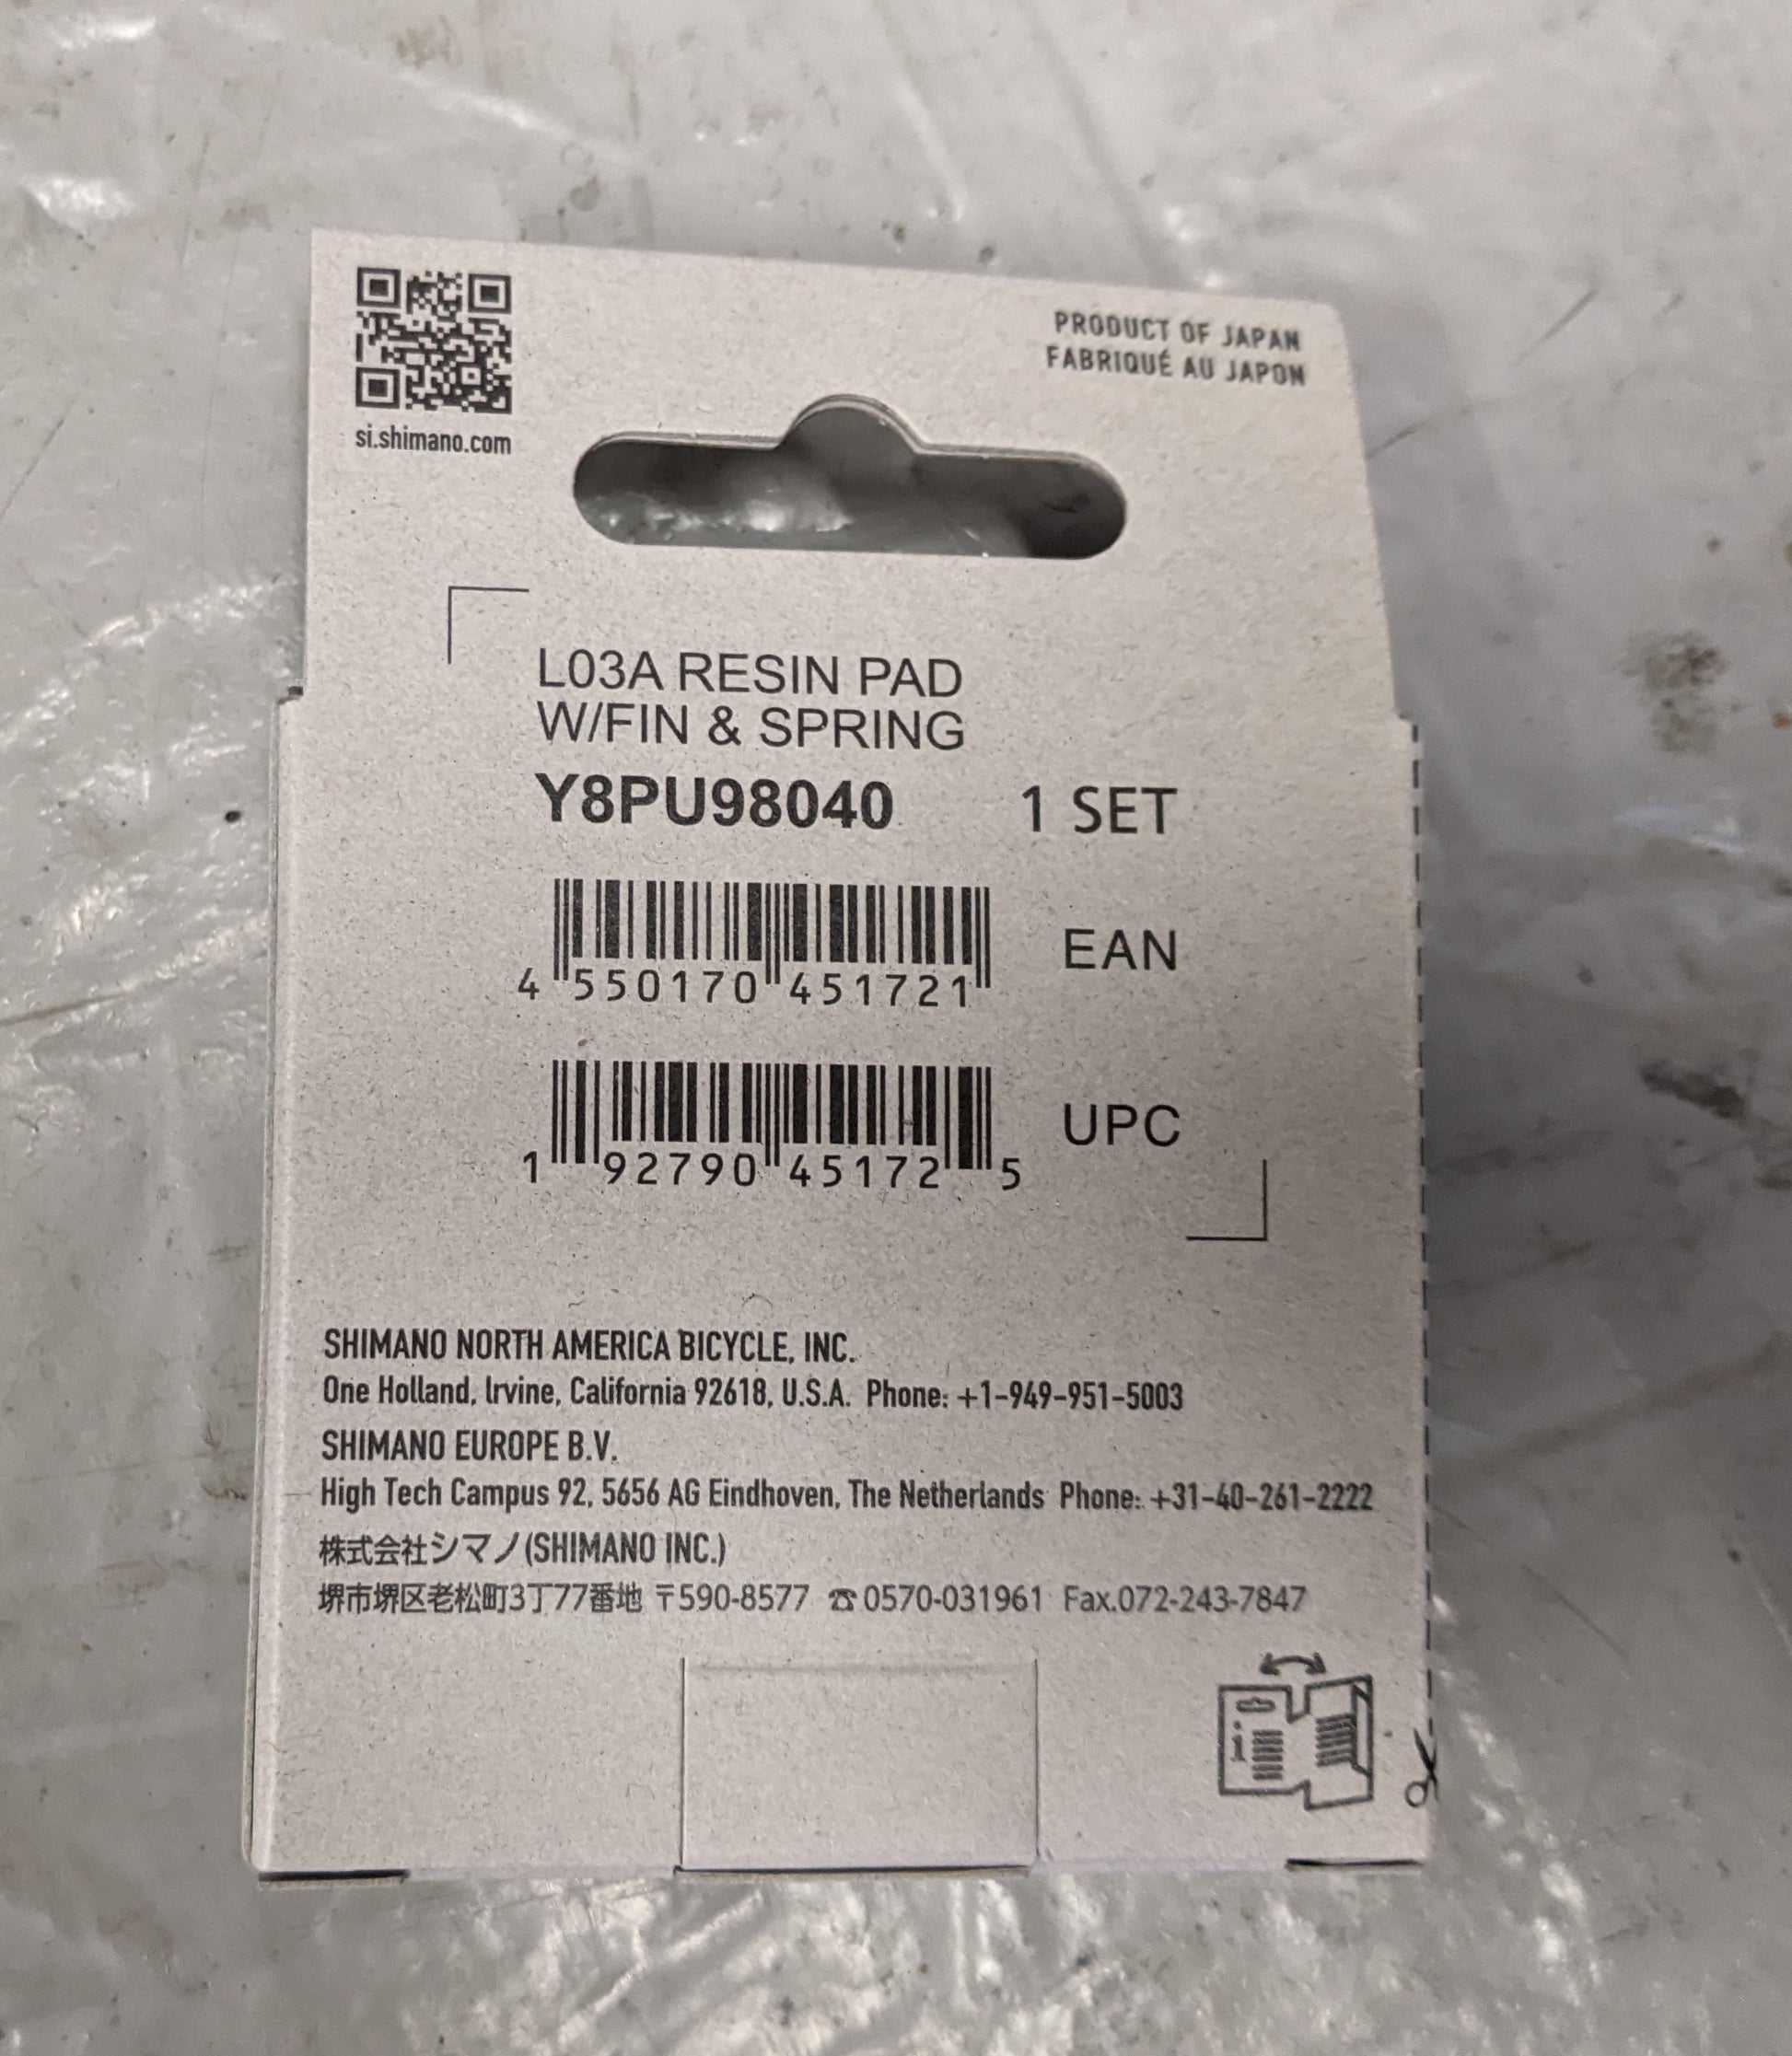 si.shimano.com
PRODUCT OF JAPAN
FABRIQUÉ AU JAPON
L03A RESIN PAD
W/FIN & SPRING
Y8PU98040 1 SET
4 550170 451721 EAN
1 92790 45172 5 UPC
SHIMANO NORTH AMERICA BICYCLE, INC.
One Holland, Irvine, California 92618, U.S.A. Phone: +1-949-951-5003
SHIMANO EUROPE B.V.
High Tech Campus 92, 5656 AG Eindhoven, The Netherlands Phone: +31-40-261-2222
株式会社シマノ(SHIMANO INC.)
堺市堺区老松町3丁77番地 〒590-8577 ☎0570-031961 Fax.072-243-7847